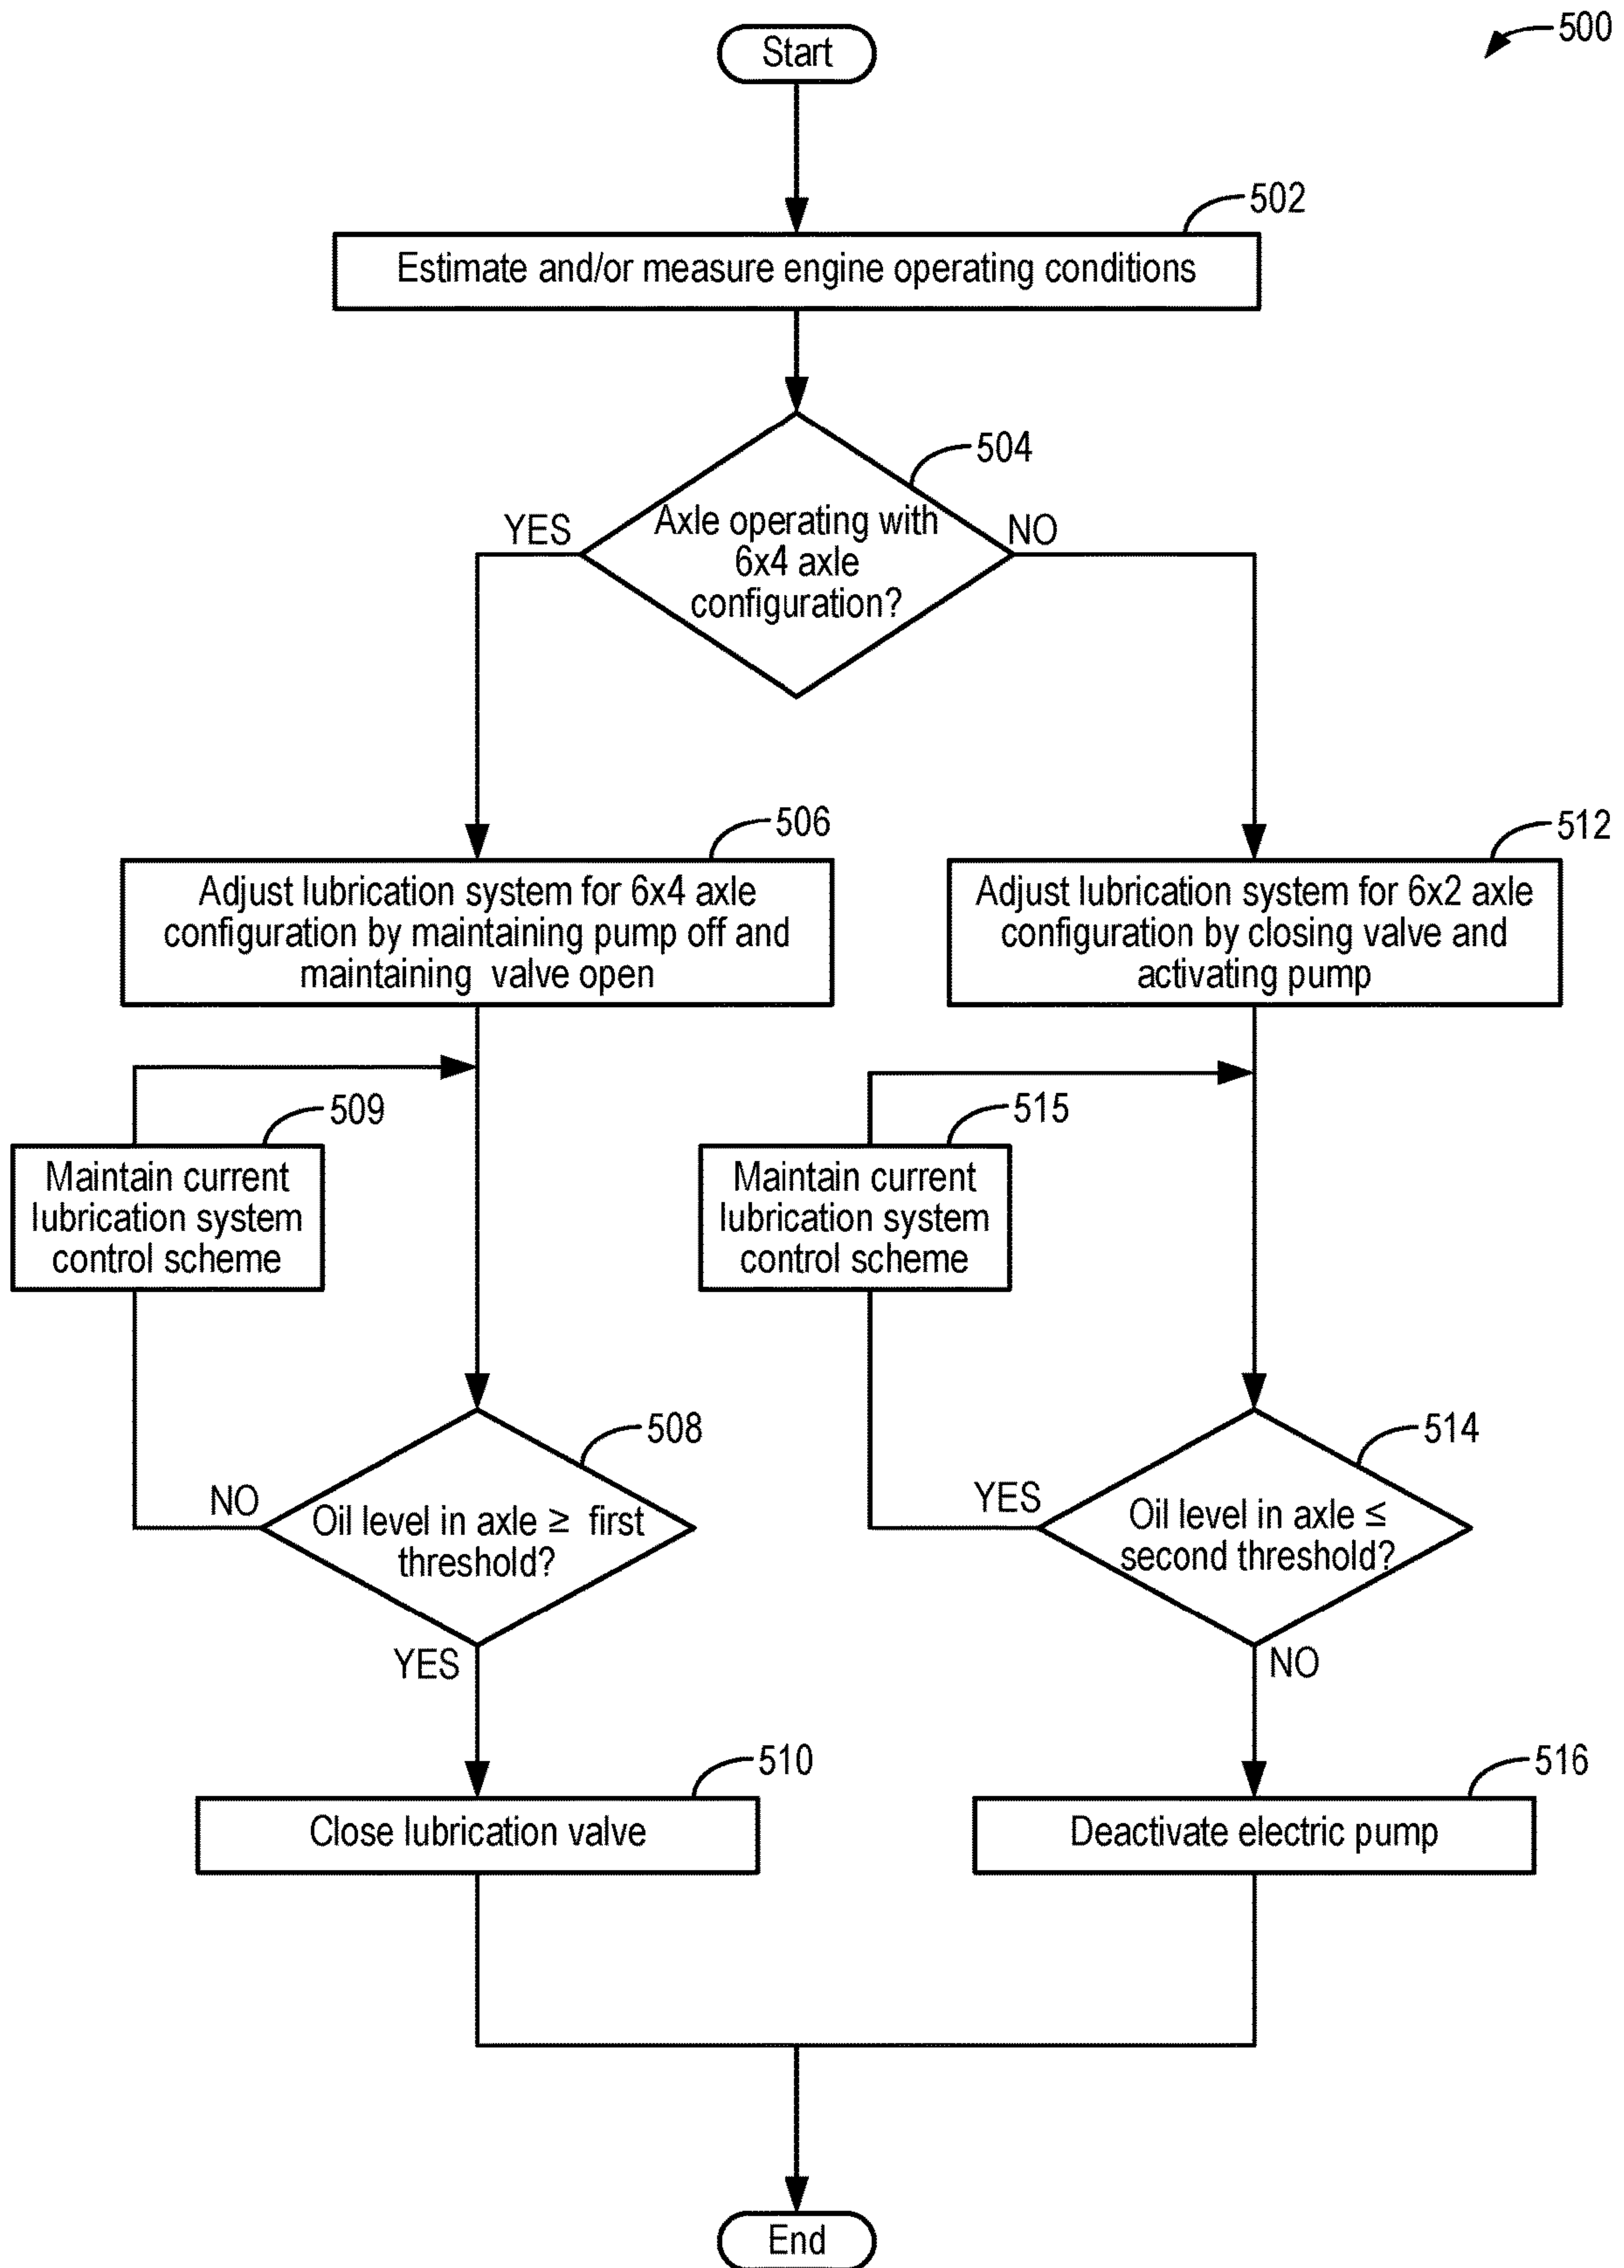 500
Start
502
Estimate and/or measure engine operating conditions
504
YES
NO
Axle operating with
6x4 axle
configuration?
506
Adjust lubrication system for 6x4 axle
configuration by maintaining pump off and
maintaining valve open
512
Adjust lubrication system for 6x2 axle
configuration by closing valve and
activating pump
509
Maintain current
lubrication system
control scheme
515
Maintain current
lubrication system
control scheme
508
NO
Oil level in axle ≥ first
threshold?
YES
514
YES
Oil level in axle ≤
second threshold?
NO
510
Close lubrication valve
516
Deactivate electric pump
End